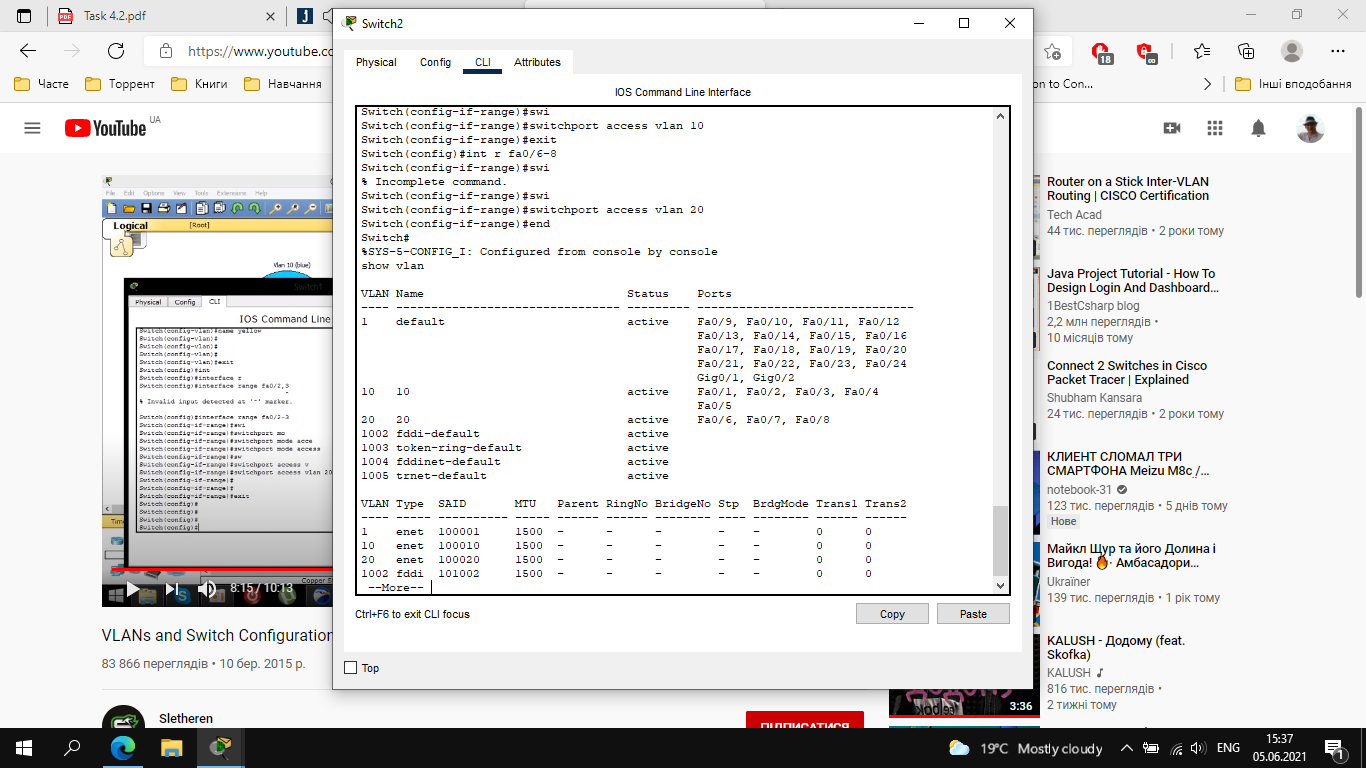 Task 4.2.pdf
Switch2
https://www.youtube.co
18
Часте
Торрент
Книги
Навчання
on to Con...
Інші вподобання
Physical
Config
CLI
Attributes
IOS Command Line Interface
Switch(config-if-range)#swi
Switch(config-if-range)#switchport access vlan 10
Switch(config-if-range)#exit
Switch(config)#int r fa0/6-8
Switch(config-if-range)#swi
% Incomplete command.
Switch(config-if-range)#swi
Switch(config-if-range)#switchport access vlan 20
Switch(config-if-range)#end
Switch#
%SYS-5-CONFIG_I: Configured from console by console
show vlan
VLAN Name Status Ports
---- -------------------------------- --------- -------------------------------
1 default active Fa0/9, Fa0/10, Fa0/11, Fa0/12
Fa0/13, Fa0/14, Fa0/15, Fa0/16
Fa0/17, Fa0/18, Fa0/19, Fa0/20
Fa0/21, Fa0/22, Fa0/23, Fa0/24
Gig0/1, Gig0/2
10 10 active Fa0/1, Fa0/2, Fa0/3, Fa0/4
Fa0/5
20 20 active Fa0/6, Fa0/7, Fa0/8
1002 fddi-default active
1003 token-ring-default active
1004 fddinet-default active
1005 trnet-default active
VLAN Type SAID MTU Parent RingNo BridgeNo Stp BrdgMode Trans1 Trans2
---- ----- ---------- ----- ------ ------ -------- ---- -------- ------ ------
1 enet 100001 1500 - - - - - 0 0
10 enet 100010 1500 - - - - - 0 0
20 enet 100020 1500 - - - - - 0 0
1002 fddi 101002 1500 - - - - - 0 0
--More--
Ctrl+F6 to exit CLI focus
Copy
Paste
Top
YouTube UA
File Edit Options View Tools Extensions Help
Logical
[Root]
Vlan 10 (blue)
Switch1
Physical Config CLI
IOS Command Line
Switch(config-vlan)#name yellow
Switch(config-vlan)#
Switch(config-vlan)#
Switch(config-vlan)#
Switch(config-vlan)#exit
Switch(config)#int
Switch(config)#interface r
Switch(config)#interface range fa0/2,3
% Invalid input detected at '^' marker.
Switch(config)#interface range fa0/2-3
Switch(config-if-range)#swi
Switch(config-if-range)#switchport mo
Switch(config-if-range)#switchport mode acce
Switch(config-if-range)#switchport mode access
Switch(config-if-range)#sw
Switch(config-if-range)#switchport access v
Switch(config-if-range)#switchport access vlan 20
Switch(config-if-range)#
Switch(config-if-range)#
Switch(config-if-range)#exit
Switch(config)#
Switch(config)#
Switch(config)#
Switch(config)#
Time
Copper S
8:15 / 10:13
VLANs and Switch Configuration
83 866 переглядів • 10 бер. 2015 р.
Sletheren
ПІДПИСАТИСЯ
Router on a Stick Inter-VLAN
Routing | CISCO Certification
Tech Acad
44 тис. переглядів • 2 роки тому
Java Project Tutorial - How To
Design Login And Dashboard...
1BestCsharp blog
2,2 млн переглядів •
10 місяців тому
Connect 2 Switches in Cisco
Packet Tracer | Explained
Shubham Kansara
24 тис. переглядів • 2 роки тому
КЛИЕНТ СЛОМАЛ ТРИ
СМАРТФОНА Meizu M8c /...
notebook-31
123 тис. переглядів • 5 днів тому
Нове
Майкл Щур та його Долина і
Вигода!🔥· Амбасадори...
Ukraїner
139 тис. переглядів • 1 рік тому
KALUSH - Додому (feat.
Skofka)
KALUSH
816 тис. переглядів •
2 тижні тому
3:36
19°C Mostly cloudy
ENG
15:37
05.06.2021
1